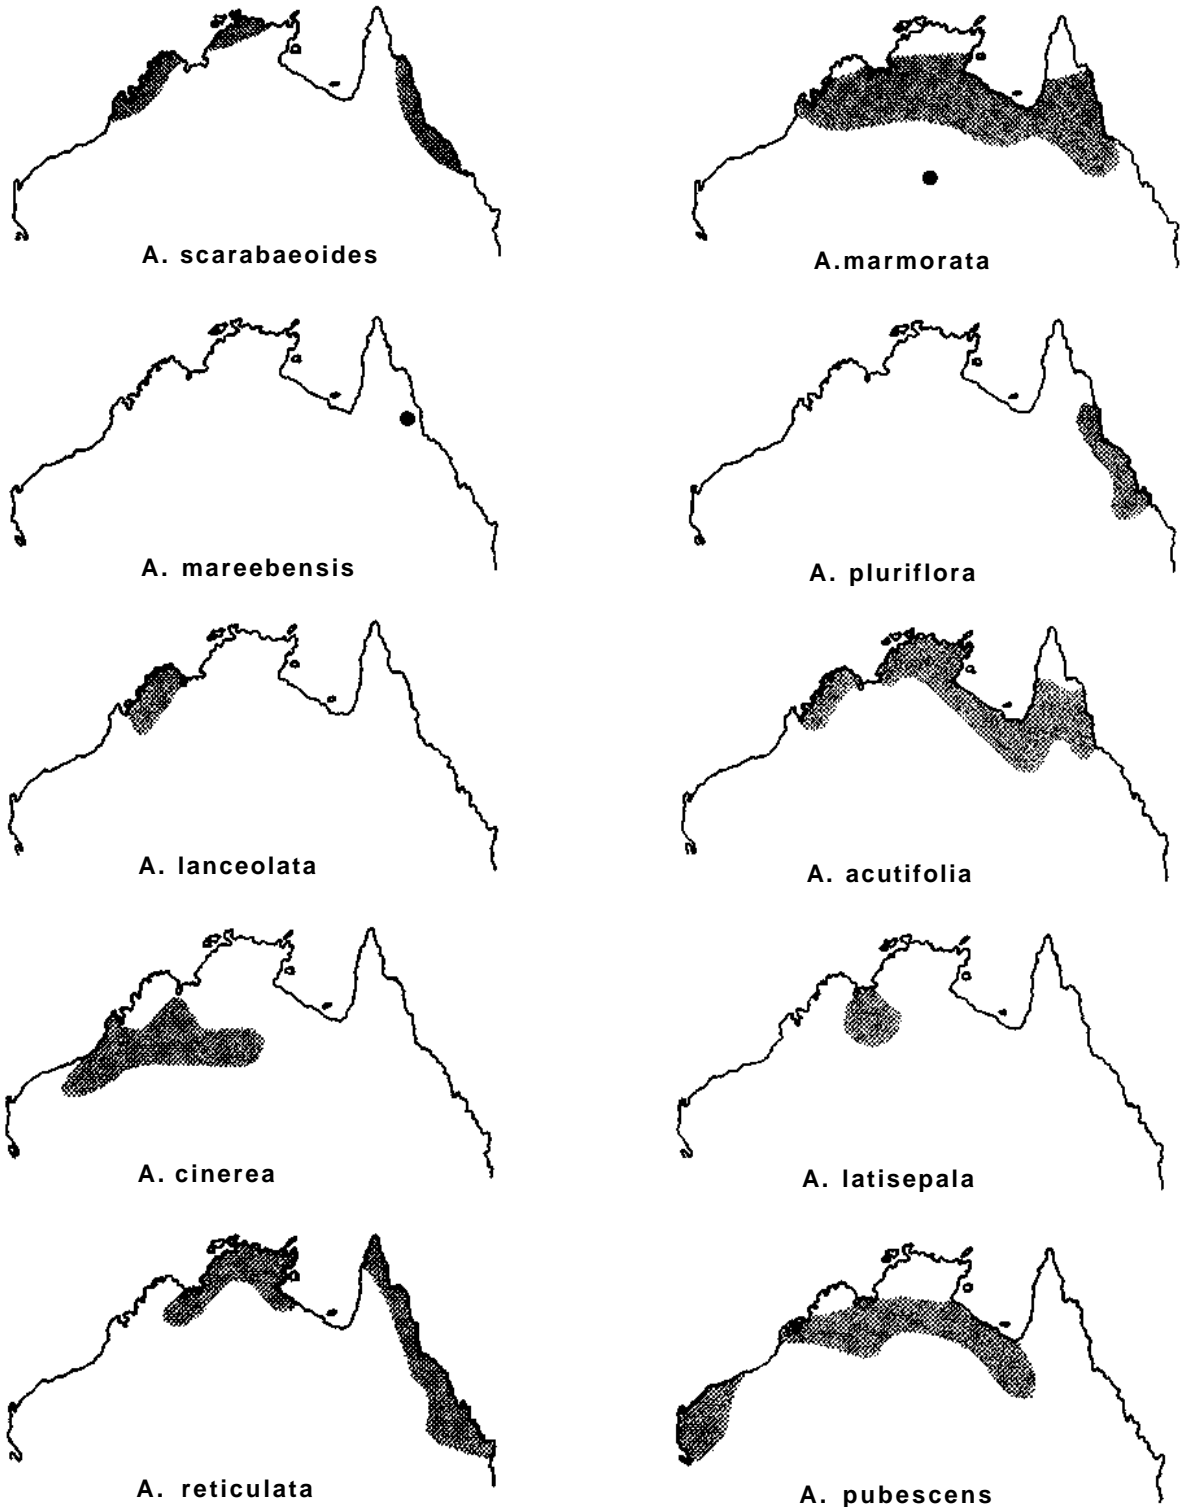 A. scarabaeoides
A.marmorata
A. mareebensis
A. pluriflora
A. lanceolata
A. acutifolia
A. cinerea
A. latisepala
A. reticulata
A. pubescens